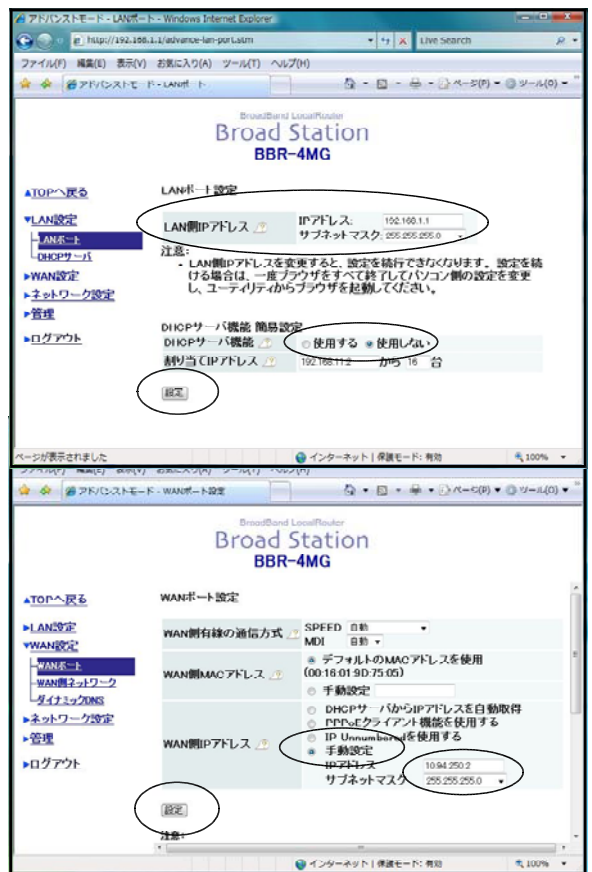 アドバンストモード - LANポート - Windows Internet Explorer
http://192.168.1.1/advance-lan-port.stm
Live Search
ファイル(F) 編集(E) 表示(V) お気に入り(A) ツール(T) ヘルプ(H)
アドバンストモード - LANポート
ページ(P) ツール(O)
BroadBand LocalRouter
Broad Station
BBR-4MG
▲TOPへ戻る
LANポート設定
▼LAN設定
LANポート
DHCPサーバ
▶WAN設定
▶ネットワーク設定
▶管理
▶ログアウト
LAN側IPアドレス
IPアドレス: 192.168.1.1
サブネットマスク: 255.255.255.0
注意:
- LAN側IPアドレスを変更すると、設定を続行できなくなります。設定を続
ける場合は、一度ブラウザをすべて終了してパソコン側の設定を変更
し、ユーティリティからブラウザを起動してください。
DHCPサーバ機能 簡易設定
DHCPサーバ機能 使用する 使用しない
割り当てIPアドレス 192.168.11.2 から 16 台
設定
ページが表示されました
インターネット | 保護モード: 有効
100%
ファイル(F) 編集(E) 表示(V) お気に入り(A) ツール(T) ヘルプ(H)
アドバンストモード - WANポート設定
ページ(P) ツール(O)
BroadBand LocalRouter
Broad Station
BBR-4MG
▲TOPへ戻る
WANポート設定
▶LAN設定
▼WAN設定
WANポート
WAN側ネットワーク
ダイナミックDNS
▶ネットワーク設定
▶管理
▶ログアウト
WAN側有線の通信方式
SPEED 自動
MDI 自動
WAN側MACアドレス
デフォルトのMACアドレスを使用
(00:16:01:9D:75:05)
手動設定
WAN側IPアドレス
DHCPサーバからIPアドレスを自動取得
PPPoEクライアント機能を使用する
IP Unnumberedを使用する
手動設定
IPアドレス 10.94.250.2
サブネットマスク 255.255.255.0
設定
注意:
インターネット | 保護モード: 有効
100%